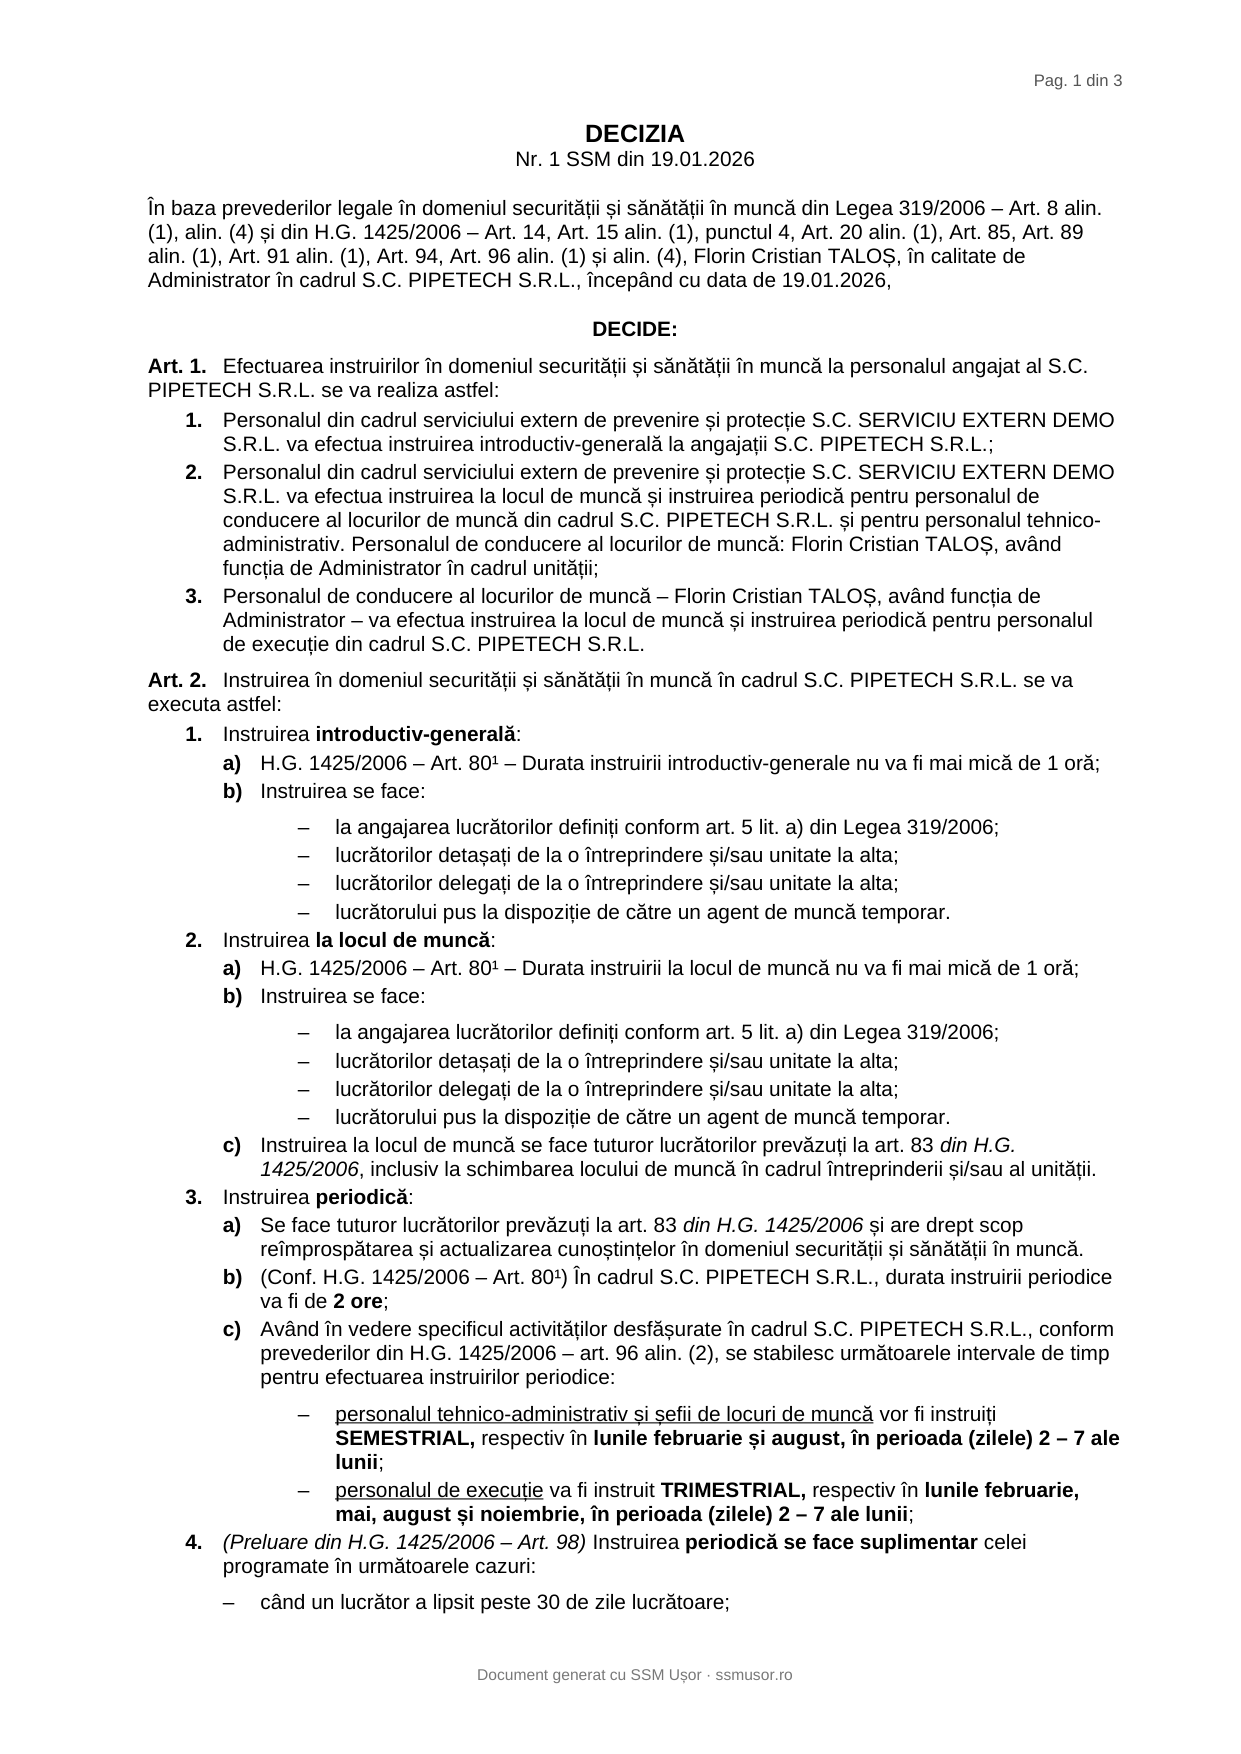 Pag. 1 din 3
DECIZIA
Nr. 1 SSM din 19.01.2026
În baza prevederilor legale în domeniul securității și sănătății în muncă din Legea 319/2006 – Art. 8 alin.
(1), alin. (4) și din H.G. 1425/2006 – Art. 14, Art. 15 alin. (1), punctul 4, Art. 20 alin. (1), Art. 85, Art. 89
alin. (1), Art. 91 alin. (1), Art. 94, Art. 96 alin. (1) și alin. (4), Florin Cristian TALOȘ, în calitate de
Administrator în cadrul S.C. PIPETECH S.R.L., începând cu data de 19.01.2026,
DECIDE:
Art. 1. Efectuarea instruirilor în domeniul securității și sănătății în muncă la personalul angajat al S.C.
PIPETECH S.R.L. se va realiza astfel:
1. Personalul din cadrul serviciului extern de prevenire și protecție S.C. SERVICIU EXTERN DEMO
S.R.L. va efectua instruirea introductiv-generală la angajații S.C. PIPETECH S.R.L.;
2. Personalul din cadrul serviciului extern de prevenire și protecție S.C. SERVICIU EXTERN DEMO
S.R.L. va efectua instruirea la locul de muncă și instruirea periodică pentru personalul de
conducere al locurilor de muncă din cadrul S.C. PIPETECH S.R.L. și pentru personalul tehnico-
administrativ. Personalul de conducere al locurilor de muncă: Florin Cristian TALOȘ, având
funcția de Administrator în cadrul unității;
3. Personalul de conducere al locurilor de muncă – Florin Cristian TALOȘ, având funcția de
Administrator – va efectua instruirea la locul de muncă și instruirea periodică pentru personalul
de execuție din cadrul S.C. PIPETECH S.R.L.
Art. 2. Instruirea în domeniul securității și sănătății în muncă în cadrul S.C. PIPETECH S.R.L. se va
executa astfel:
1. Instruirea introductiv-generală:
a) H.G. 1425/2006 – Art. 80¹ – Durata instruirii introductiv-generale nu va fi mai mică de 1 oră;
b) Instruirea se face:
– la angajarea lucrătorilor definiți conform art. 5 lit. a) din Legea 319/2006;
– lucrătorilor detașați de la o întreprindere și/sau unitate la alta;
– lucrătorilor delegați de la o întreprindere și/sau unitate la alta;
– lucrătorului pus la dispoziție de către un agent de muncă temporar.
2. Instruirea la locul de muncă:
a) H.G. 1425/2006 – Art. 80¹ – Durata instruirii la locul de muncă nu va fi mai mică de 1 oră;
b) Instruirea se face:
– la angajarea lucrătorilor definiți conform art. 5 lit. a) din Legea 319/2006;
– lucrătorilor detașați de la o întreprindere și/sau unitate la alta;
– lucrătorilor delegați de la o întreprindere și/sau unitate la alta;
– lucrătorului pus la dispoziție de către un agent de muncă temporar.
c) Instruirea la locul de muncă se face tuturor lucrătorilor prevăzuți la art. 83 din H.G.
1425/2006, inclusiv la schimbarea locului de muncă în cadrul întreprinderii și/sau al unității.
3. Instruirea periodică:
a) Se face tuturor lucrătorilor prevăzuți la art. 83 din H.G. 1425/2006 și are drept scop
reîmprospătarea și actualizarea cunoștințelor în domeniul securității și sănătății în muncă.
b) (Conf. H.G. 1425/2006 – Art. 80¹) În cadrul S.C. PIPETECH S.R.L., durata instruirii periodice
va fi de 2 ore;
c) Având în vedere specificul activităților desfășurate în cadrul S.C. PIPETECH S.R.L., conform
prevederilor din H.G. 1425/2006 – art. 96 alin. (2), se stabilesc următoarele intervale de timp
pentru efectuarea instruirilor periodice:
– personalul tehnico-administrativ și șefii de locuri de muncă vor fi instruiți
SEMESTRIAL, respectiv în lunile februarie și august, în perioada (zilele) 2 – 7 ale
lunii;
– personalul de execuție va fi instruit TRIMESTRIAL, respectiv în lunile februarie,
mai, august și noiembrie, în perioada (zilele) 2 – 7 ale lunii;
4. (Preluare din H.G. 1425/2006 – Art. 98) Instruirea periodică se face suplimentar celei
programate în următoarele cazuri:
– când un lucrător a lipsit peste 30 de zile lucrătoare;
Document generat cu SSM Ușor · ssmusor.ro